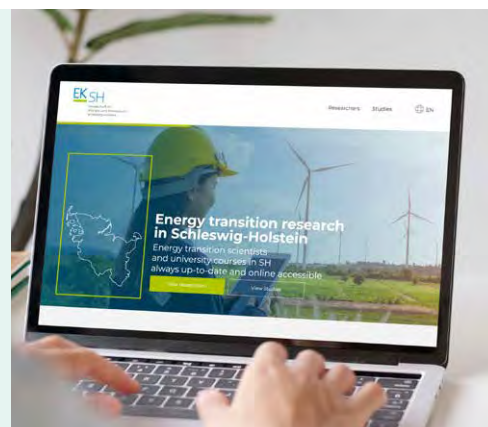 EKSH
Researchers Studies EN
Energy transition research
in Schleswig-Holstein
Energy transition scientists
and university courses in SH
always up-to-date and online accessible
View Studies